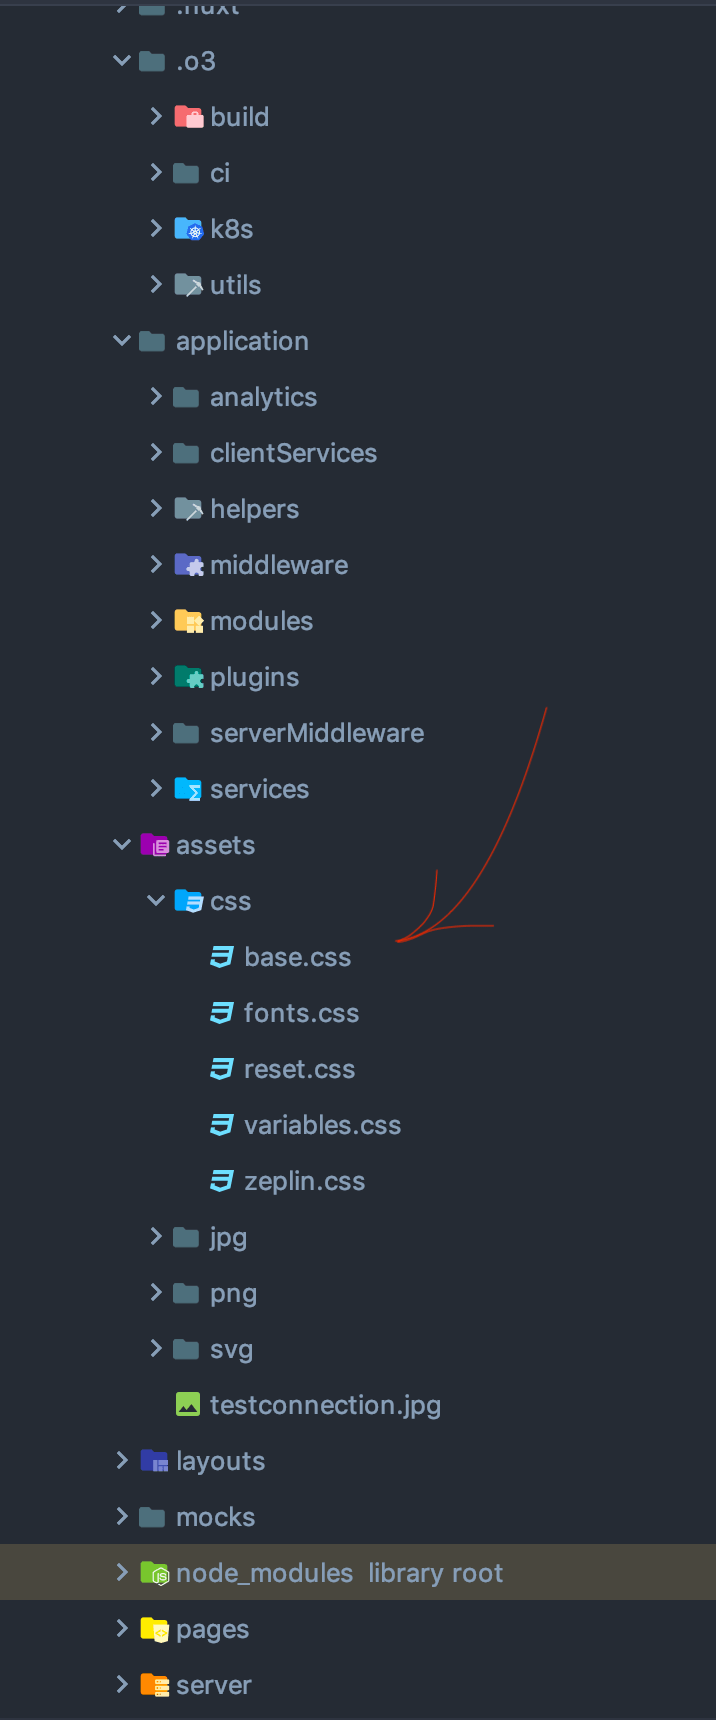 .nuxt
.o3
build
ci
k8s
utils
application
analytics
clientServices
helpers
middleware
modules
plugins
serverMiddleware
services
assets
css
base.css
fonts.css
reset.css
variables.css
zeplin.css
jpg
png
svg
testconnection.jpg
layouts
mocks
node_modules library root
pages
server